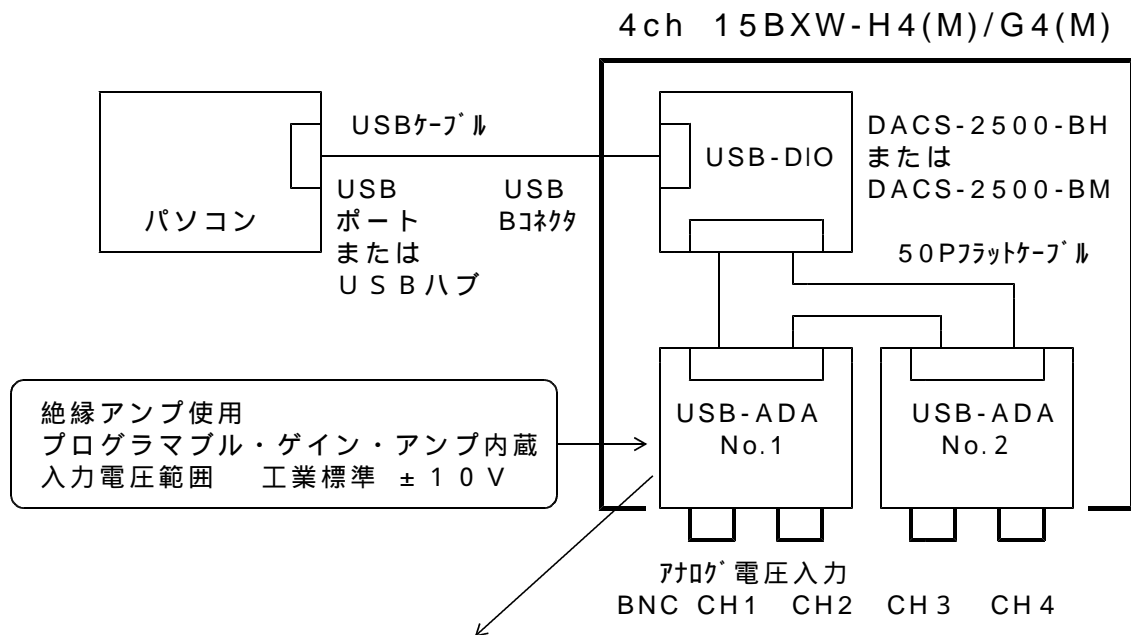 4ch 15BXW-H4(M)/G4(M)
パソコン
USBｹｰﾌﾞﾙ
USB
ポート
または
ＵＳＢハブ
USB
Bｺﾈｸﾀ
USB-DIO
DACS-2500-BH
または
DACS-2500-BM
50Pﾌﾗｯﾄｹｰﾌﾞﾙ
絶縁アンプ使用
プログラマブル・ゲイン・アンプ内蔵
入力電圧範囲　工業標準 ±１０Ｖ
USB-ADA
No.1
USB-ADA
No.2
ｱﾅﾛｸﾞ電圧入力
BNC CH1 CH2 CH3 CH4